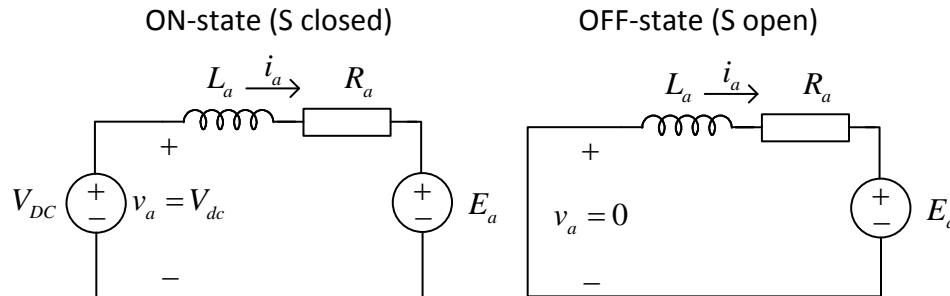 ON-state (S closed)
L_a i_a R_a
+
V_DC + − v_a = V_dc + − E_a
−
OFF-state (S open)
L_a i_a R_a
+
v_a = 0 + − E_a
−